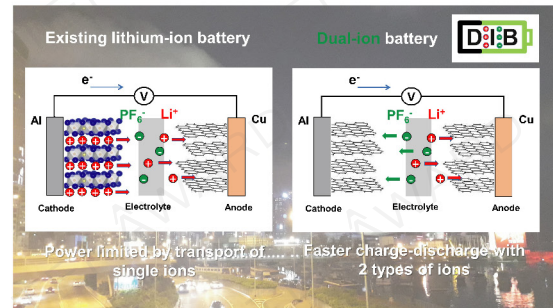 Existing lithium-ion battery
Dual-ion battery
D I B
e-
V
PF6-
Li+
Al
Cu
Cathode
Electrolyte
Anode
e-
V
PF6-
Li+
Al
Cu
Cathode
Electrolyte
Anode
Power limited by transport of
single ions
Faster charge-discharge with
2 types of ions